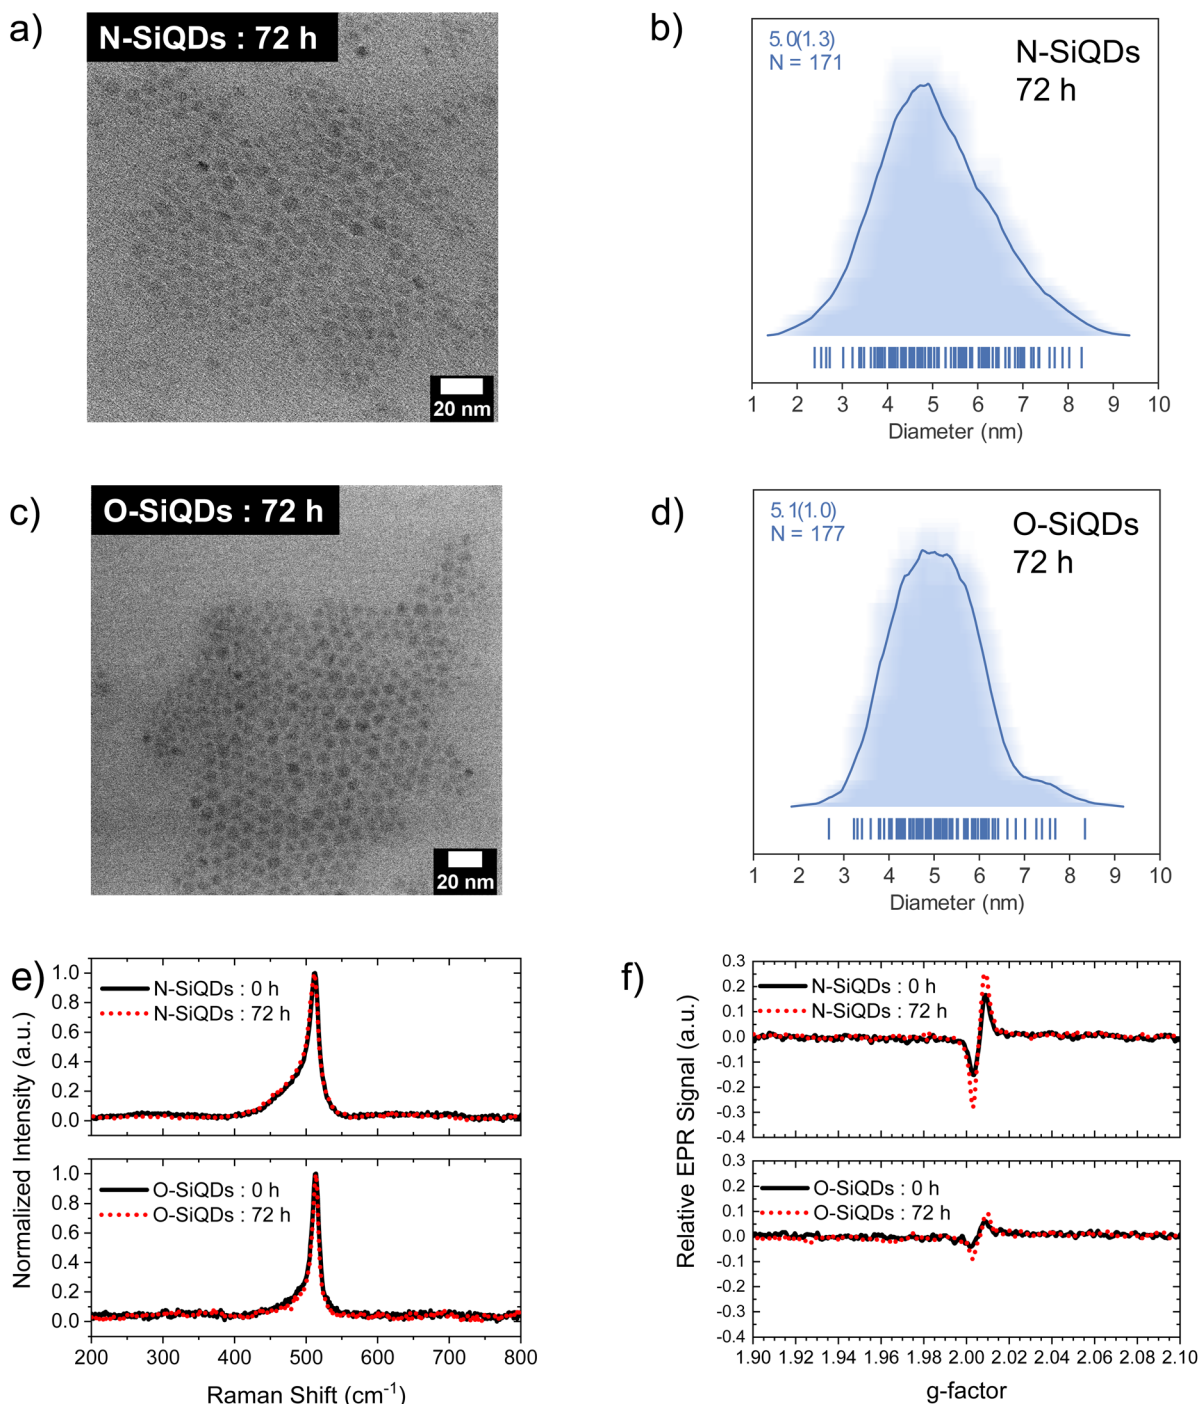 a)
N-SiQDs : 72 h
20 nm
b)
5.0(1.3)
N = 171
N-SiQDs
72 h
1 2 3 4 5 6 7 8 9 10
Diameter (nm)
c)
O-SiQDs : 72 h
20 nm
d)
5.1(1.0)
N = 177
O-SiQDs
72 h
1 2 3 4 5 6 7 8 9 10
Diameter (nm)
e)
Normalized Intensity (a.u.)
1.0
0.8
0.6
0.4
0.2
0.0
N-SiQDs : 0 h
N-SiQDs : 72 h
1.0
0.8
0.6
0.4
0.2
0.0
O-SiQDs : 0 h
O-SiQDs : 72 h
200 300 400 500 600 700 800
Raman Shift (cm⁻¹)
f)
Relative EPR Signal (a.u.)
0.3
0.2
0.1
0.0
-0.1
-0.2
-0.3
-0.4
N-SiQDs : 0 h
N-SiQDs : 72 h
0.3
0.2
0.1
0.0
-0.1
-0.2
-0.3
-0.4
O-SiQDs : 0 h
O-SiQDs : 72 h
1.90 1.92 1.94 1.96 1.98 2.00 2.02 2.04 2.06 2.08 2.10
g-factor